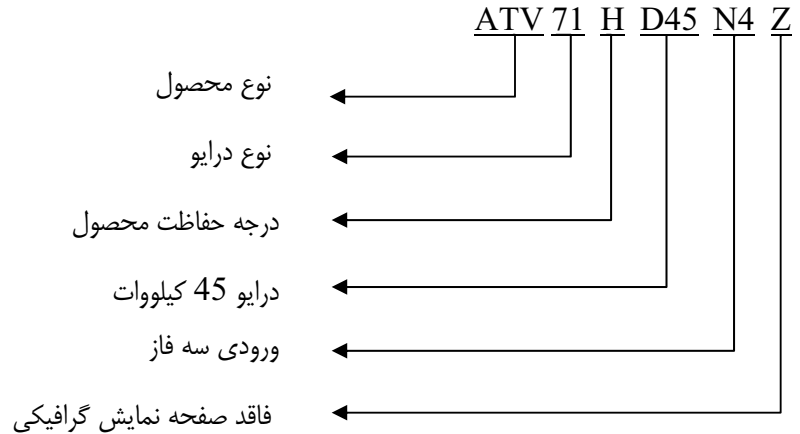 ATV 71 H D45 N4 Z
نوع محصول
نوع درایو
درجه حفاظت محصول
درایو 45 کیلووات
ورودی سه فاز
فاقد صفحه نمایش گرافیکی